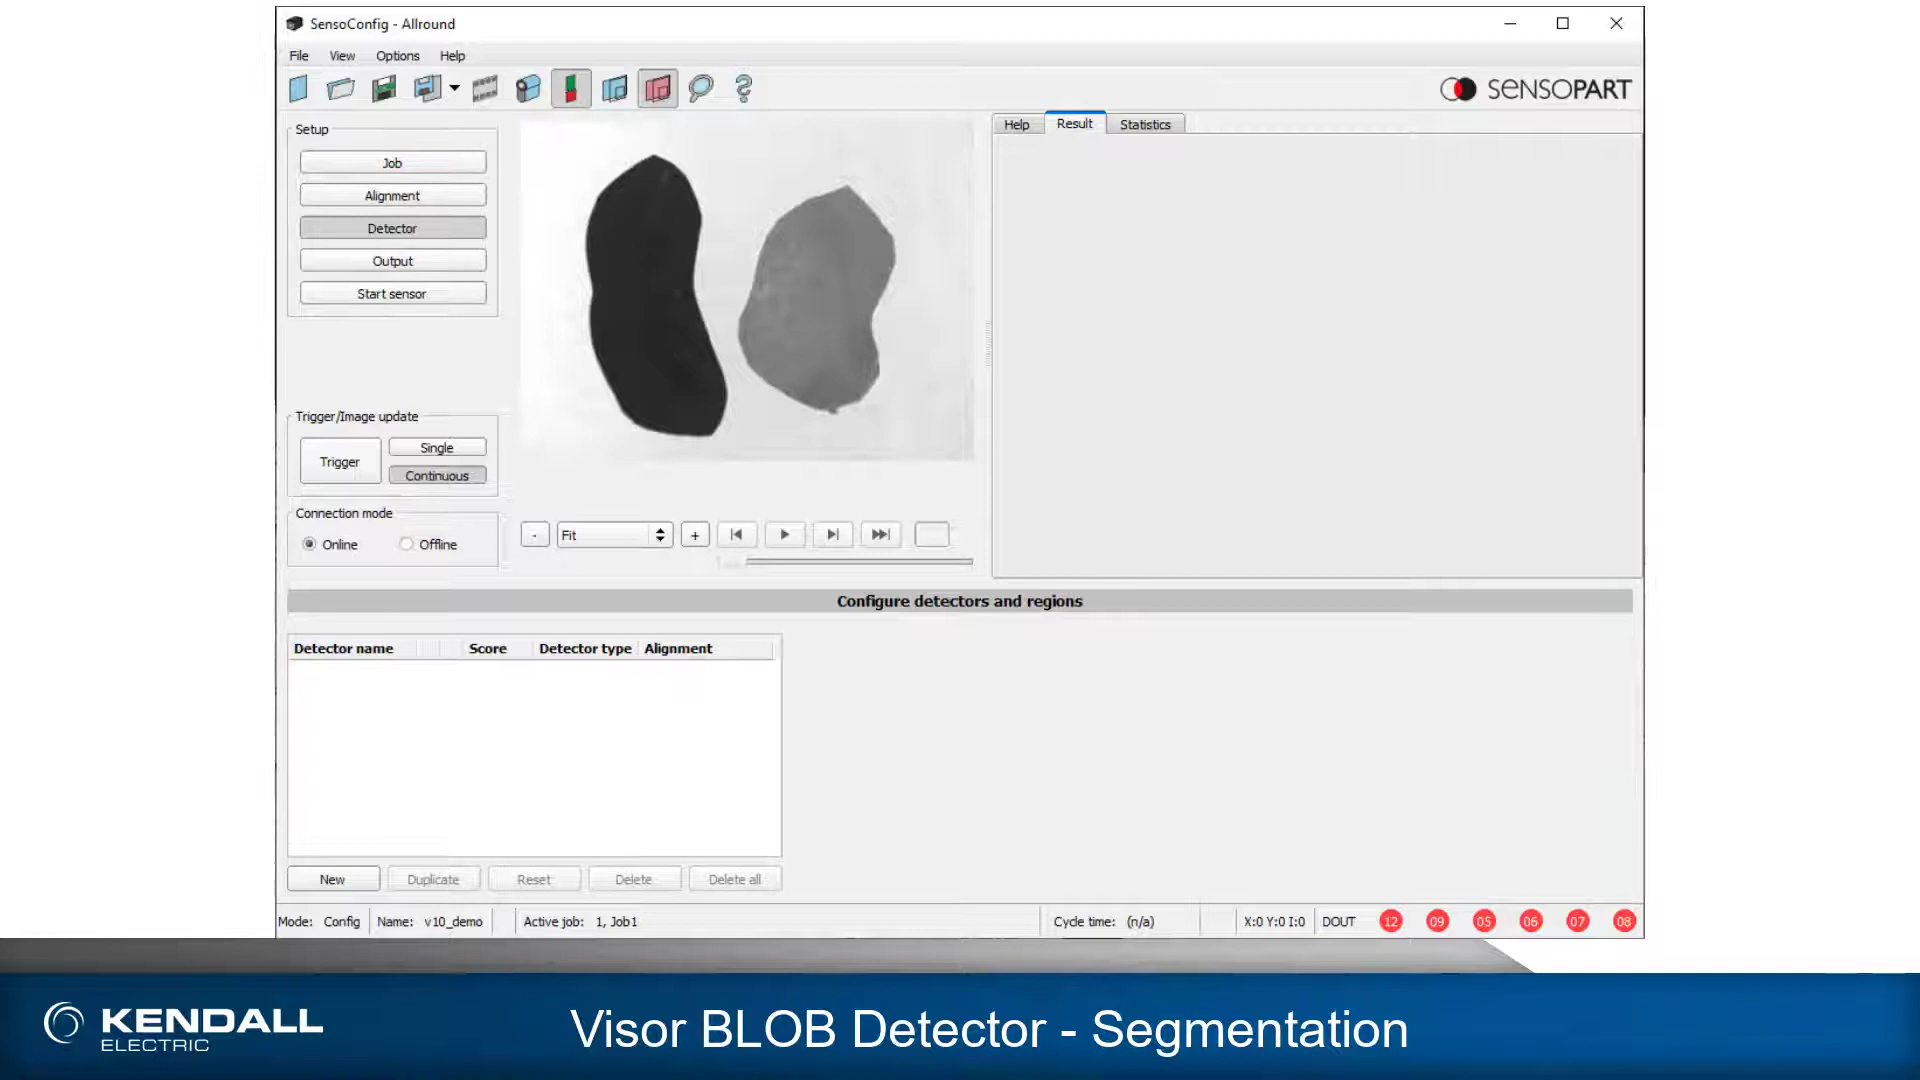 SensoConfig - Allround
File View Options Help
SENSOPART
Setup
Job
Alignment
Detector
Output
Start sensor
Trigger/Image update
Trigger
Single
Continuous
Connection mode
Online Offline
- Fit +
Help Result Statistics
Configure detectors and regions
Detector name Score Detector type Alignment
New Duplicate Reset Delete Delete all
Mode: Config Name: v10_demo Active job: 1, Job1 Cycle time: (n/a) X:0 Y:0 I:0 DOUT 12 09 05 06 07 08
KENDALL
ELECTRIC
Visor BLOB Detector - Segmentation